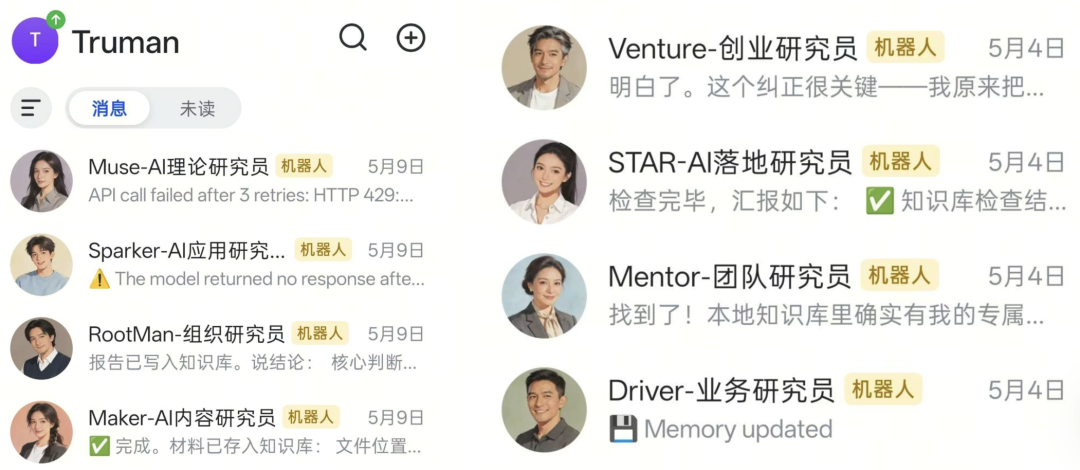 T
Truman
消息
未读
Muse-AI理论研究员 机器人 5月9日
API call failed after 3 retries: HTTP 429:...
Sparker-AI应用研究... 机器人 5月9日
⚠️ The model returned no response afte...
RootMan-组织研究员 机器人 5月9日
报告已写入知识库。说结论： 核心判断...
Maker-AI内容研究员 机器人 5月9日
✅ 完成。材料已存入知识库： 文件位置...
Venture-创业研究员 机器人 5月4日
明白了。这个纠正很关键——我原来把...
STAR-AI落地研究员 机器人 5月4日
检查完毕，汇报如下： ✅ 知识库检查结...
Mentor-团队研究员 机器人 5月4日
找到了！本地知识库里确实有我的专属...
Driver-业务研究员 机器人 5月4日
💾 Memory updated